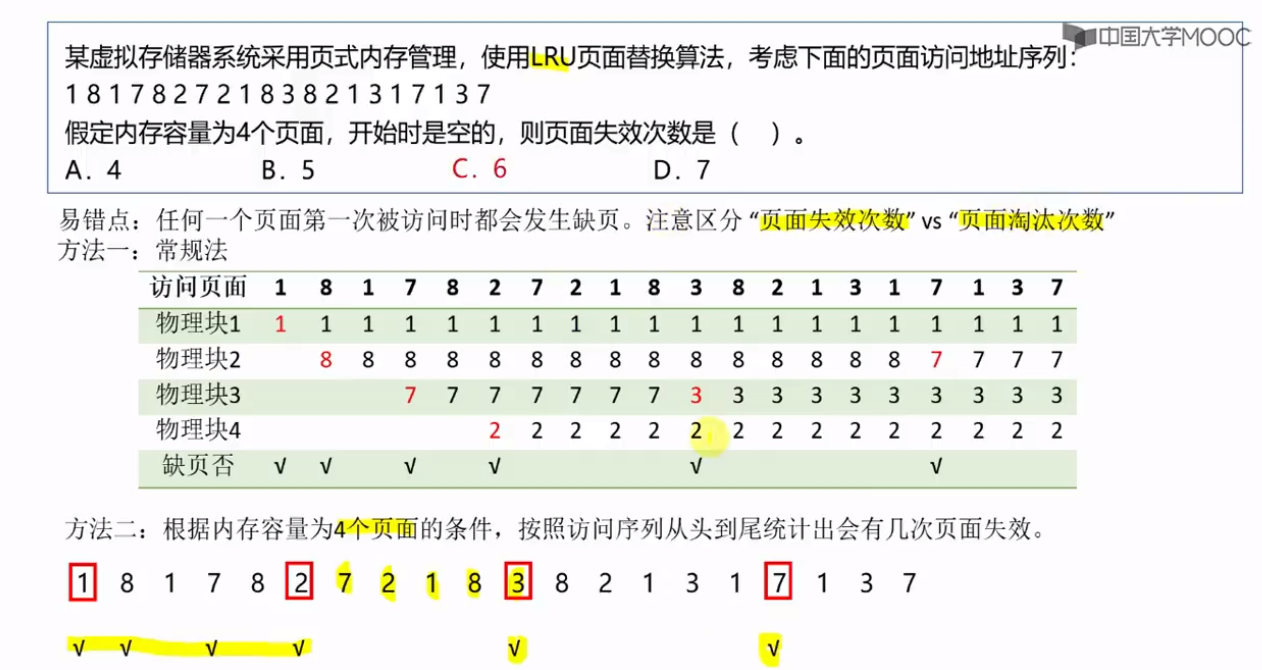 中国大学MOOC
某虚拟存储器系统采用页式内存管理，使用LRU页面替换算法，考虑下面的页面访问地址序列：
1 8 1 7 8 2 7 2 1 8 3 8 2 1 3 1 7 1 3 7
假定内存容量为4个页面，开始时是空的，则页面失效次数是（ ）。
A．4 B．5 C．6 D．7
易错点：任何一个页面第一次被访问时都会发生缺页。注意区分 “页面失效次数” vs “页面淘汰次数”
方法一：常规法
访问页面 1 8 1 7 8 2 7 2 1 8 3 8 2 1 3 1 7 1 3 7
物理块1 1 1 1 1 1 1 1 1 1 1 1 1 1 1 1 1 1 1 1 1
物理块2 8 8 8 8 8 8 8 8 8 8 8 8 8 8 8 7 7 7 7
物理块3 7 7 7 7 7 7 7 3 3 3 3 3 3 3 3 3 3
物理块4 2 2 2 2 2 2 2 2 2 2 2 2 2 2 2
缺页否 √ √ √ √ √ √
方法二：根据内存容量为4个页面的条件，按照访问序列从头到尾统计出会有几次页面失效。
1 8 1 7 8 2 7 2 1 8 3 8 2 1 3 1 7 1 3 7
√ √ √ √ √ √